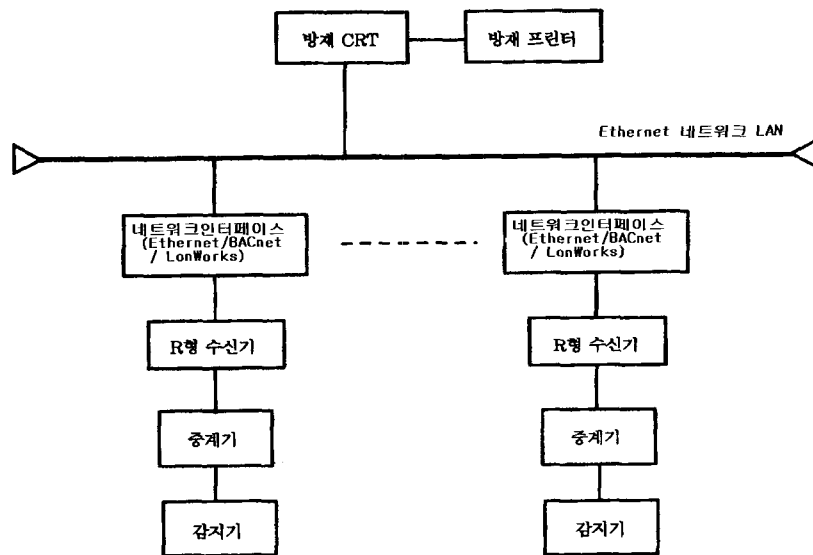 방재 CRT
방재 프린터
Ethernet 네트워크 LAN
네트워크인터페이스
(Ethernet/BACnet
/ LonWorks)
네트워크인터페이스
(Ethernet/BACnet
/ LonWorks)
R형 수신기
R형 수신기
중계기
중계기
감지기
감지기